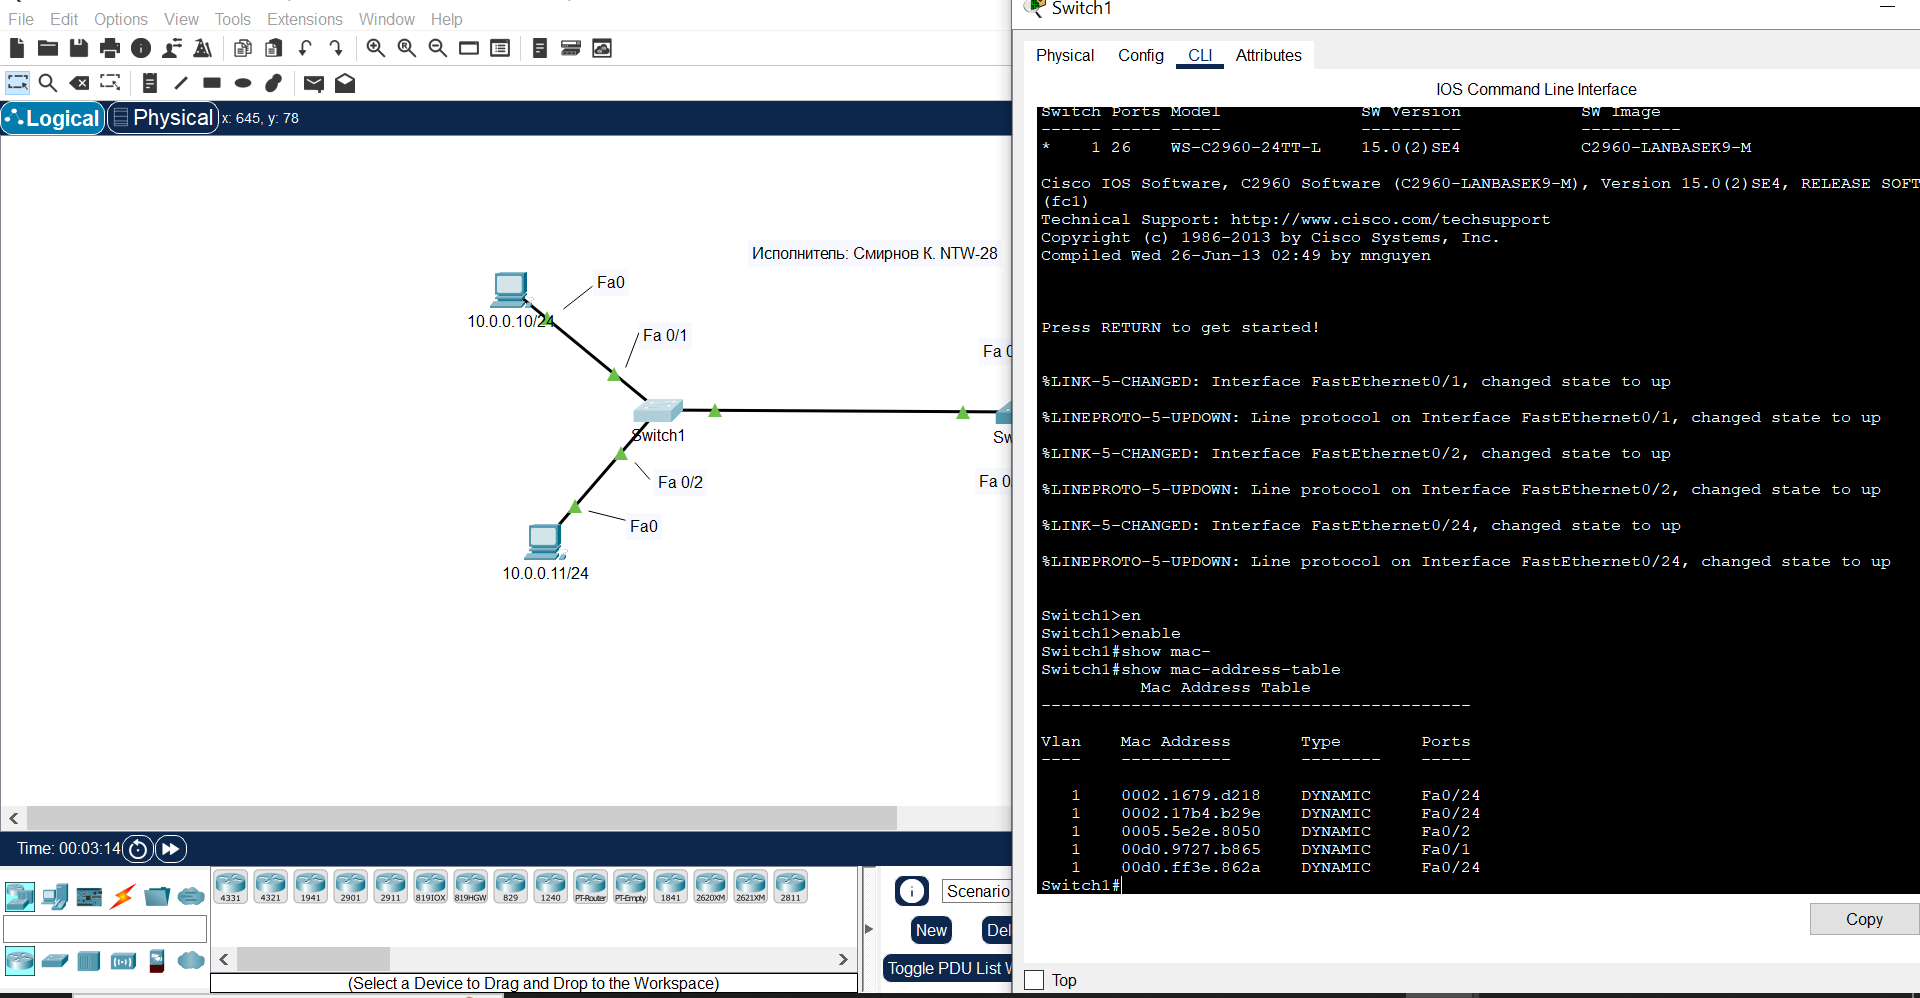 File Edit Options View Tools Extensions Window Help
Logical Physical x: 645, y: 78
Исполнитель: Смирнов К. NTW-28
Fa0
10.0.0.10/24
Fa 0/1
Fa 0
Switch1
Sw
Fa 0/2
Fa 0
Fa0
10.0.0.11/24
Time: 00:03:14
4331 4321 1941 2901 2911 819IOX 819HGW 829 1240 PT-Router PT-Empty 1841 2620XM 2621XM 2811
(Select a Device to Drag and Drop to the Workspace)
Scenario
New Del
Toggle PDU List W
Switch1
Physical Config CLI Attributes
IOS Command Line Interface
Switch Ports Model SW Version SW Image
------ ----- ----- ---------- ----------
* 1 26 WS-C2960-24TT-L 15.0(2)SE4 C2960-LANBASEK9-M
Cisco IOS Software, C2960 Software (C2960-LANBASEK9-M), Version 15.0(2)SE4, RELEASE SOFT
(fc1)
Technical Support: http://www.cisco.com/techsupport
Copyright (c) 1986-2013 by Cisco Systems, Inc.
Compiled Wed 26-Jun-13 02:49 by mnguyen
Press RETURN to get started!
%LINK-5-CHANGED: Interface FastEthernet0/1, changed state to up
%LINEPROTO-5-UPDOWN: Line protocol on Interface FastEthernet0/1, changed state to up
%LINK-5-CHANGED: Interface FastEthernet0/2, changed state to up
%LINEPROTO-5-UPDOWN: Line protocol on Interface FastEthernet0/2, changed state to up
%LINK-5-CHANGED: Interface FastEthernet0/24, changed state to up
%LINEPROTO-5-UPDOWN: Line protocol on Interface FastEthernet0/24, changed state to up
Switch1>en
Switch1>enable
Switch1#show mac-
Switch1#show mac-address-table
Mac Address Table
-------------------------------------------
Vlan Mac Address Type Ports
---- ----------- -------- -----
1 0002.1679.d218 DYNAMIC Fa0/24
1 0002.17b4.b29e DYNAMIC Fa0/24
1 0005.5e2e.8050 DYNAMIC Fa0/2
1 00d0.9727.b865 DYNAMIC Fa0/1
1 00d0.ff3e.862a DYNAMIC Fa0/24
Switch1#
Copy
Top